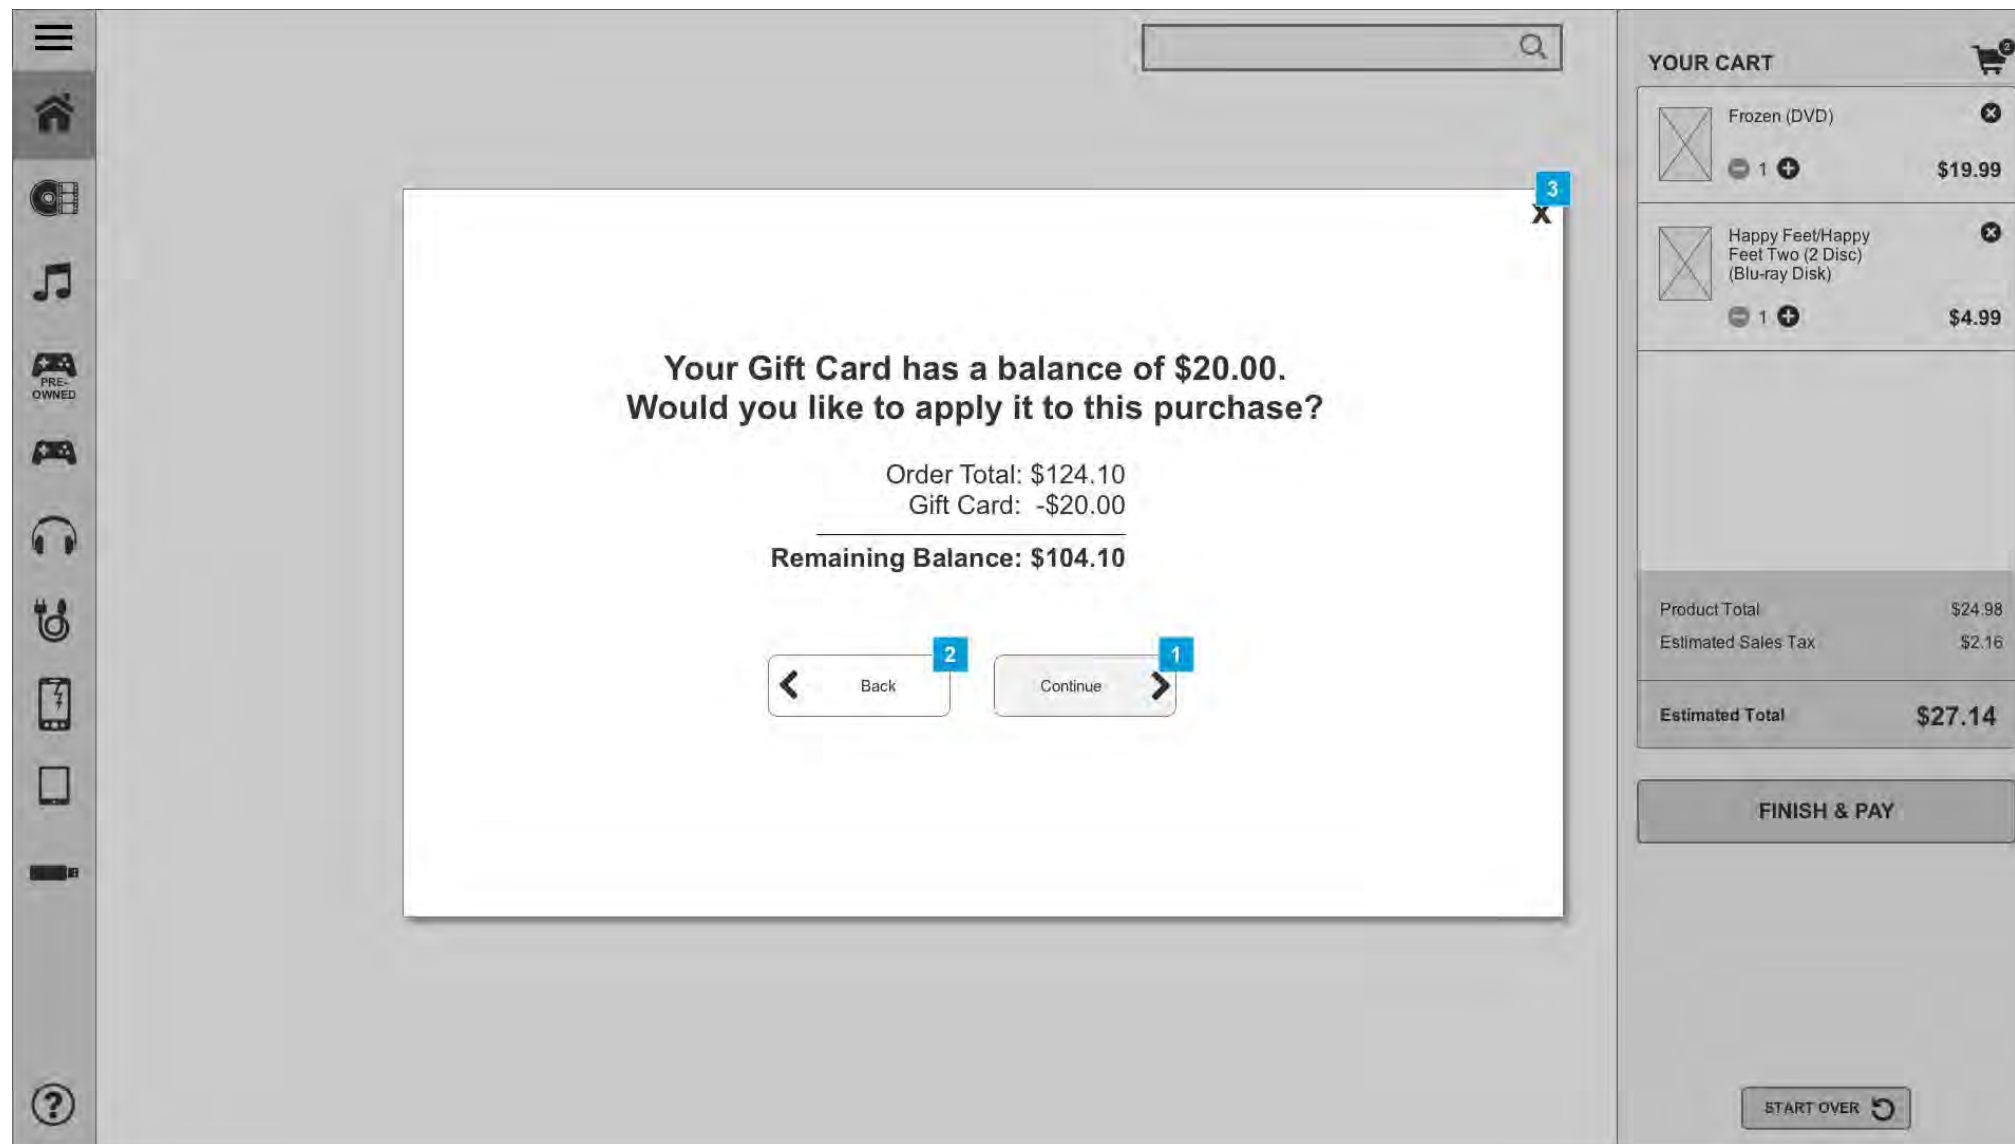 YOUR CART
2
Frozen (DVD)
1
$19.99
Happy Feet/Happy
Feet Two (2 Disc)
(Blu-ray Disk)
1
$4.99
PRE-
OWNED
3
X
Your Gift Card has a balance of $20.00.
Would you like to apply it to this purchase?
Order Total: $124.10
Gift Card: -$20.00
Remaining Balance: $104.10
2
Back
1
Continue
Product Total $24.98
Estimated Sales Tax $2.16
Estimated Total $27.14
FINISH & PAY
START OVER
?